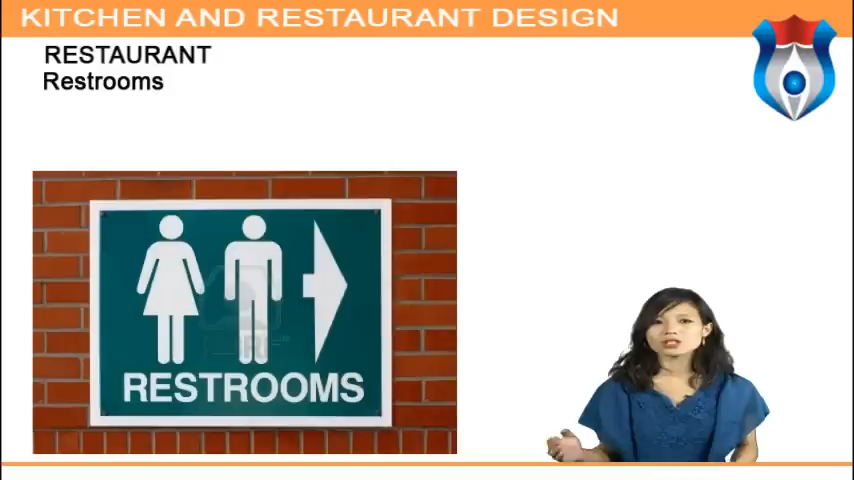 KITCHEN AND RESTAURANT DESIGN
RESTAURANT
Restrooms
RESTROOMS